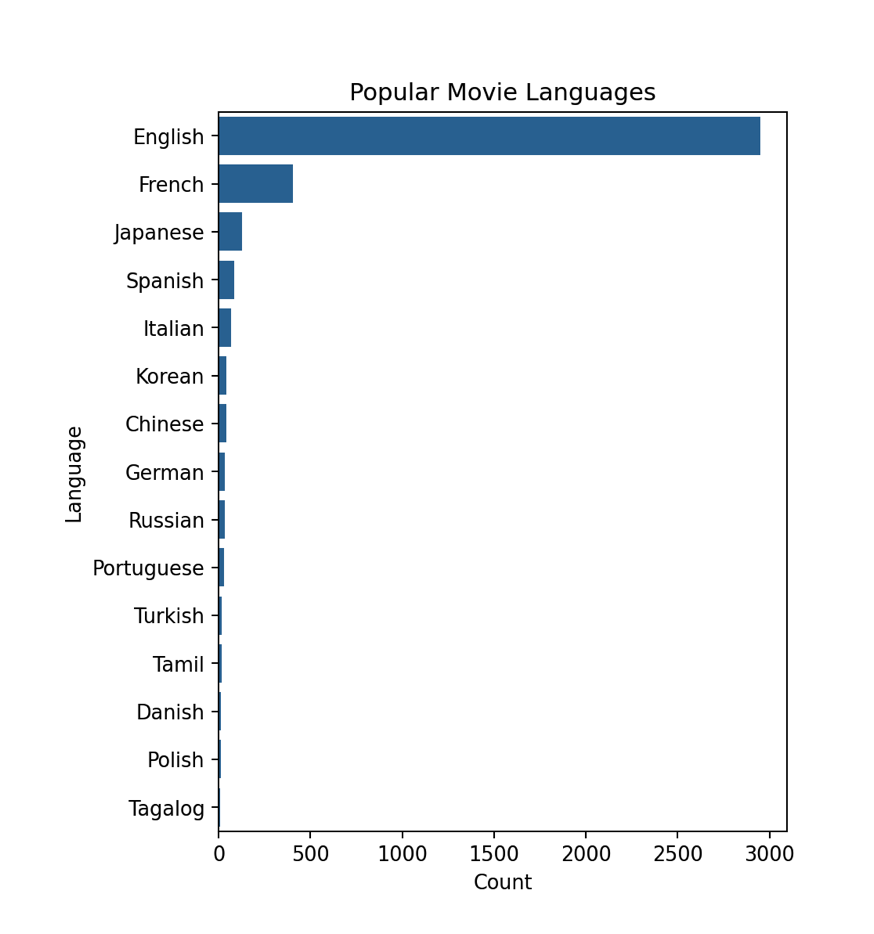 Popular Movie Languages
English
French
Japanese
Spanish
Italian
Korean
Chinese
German
Russian
Portuguese
Turkish
Tamil
Danish
Polish
Tagalog
Language
0 500 1000 1500 2000 2500 3000
Count